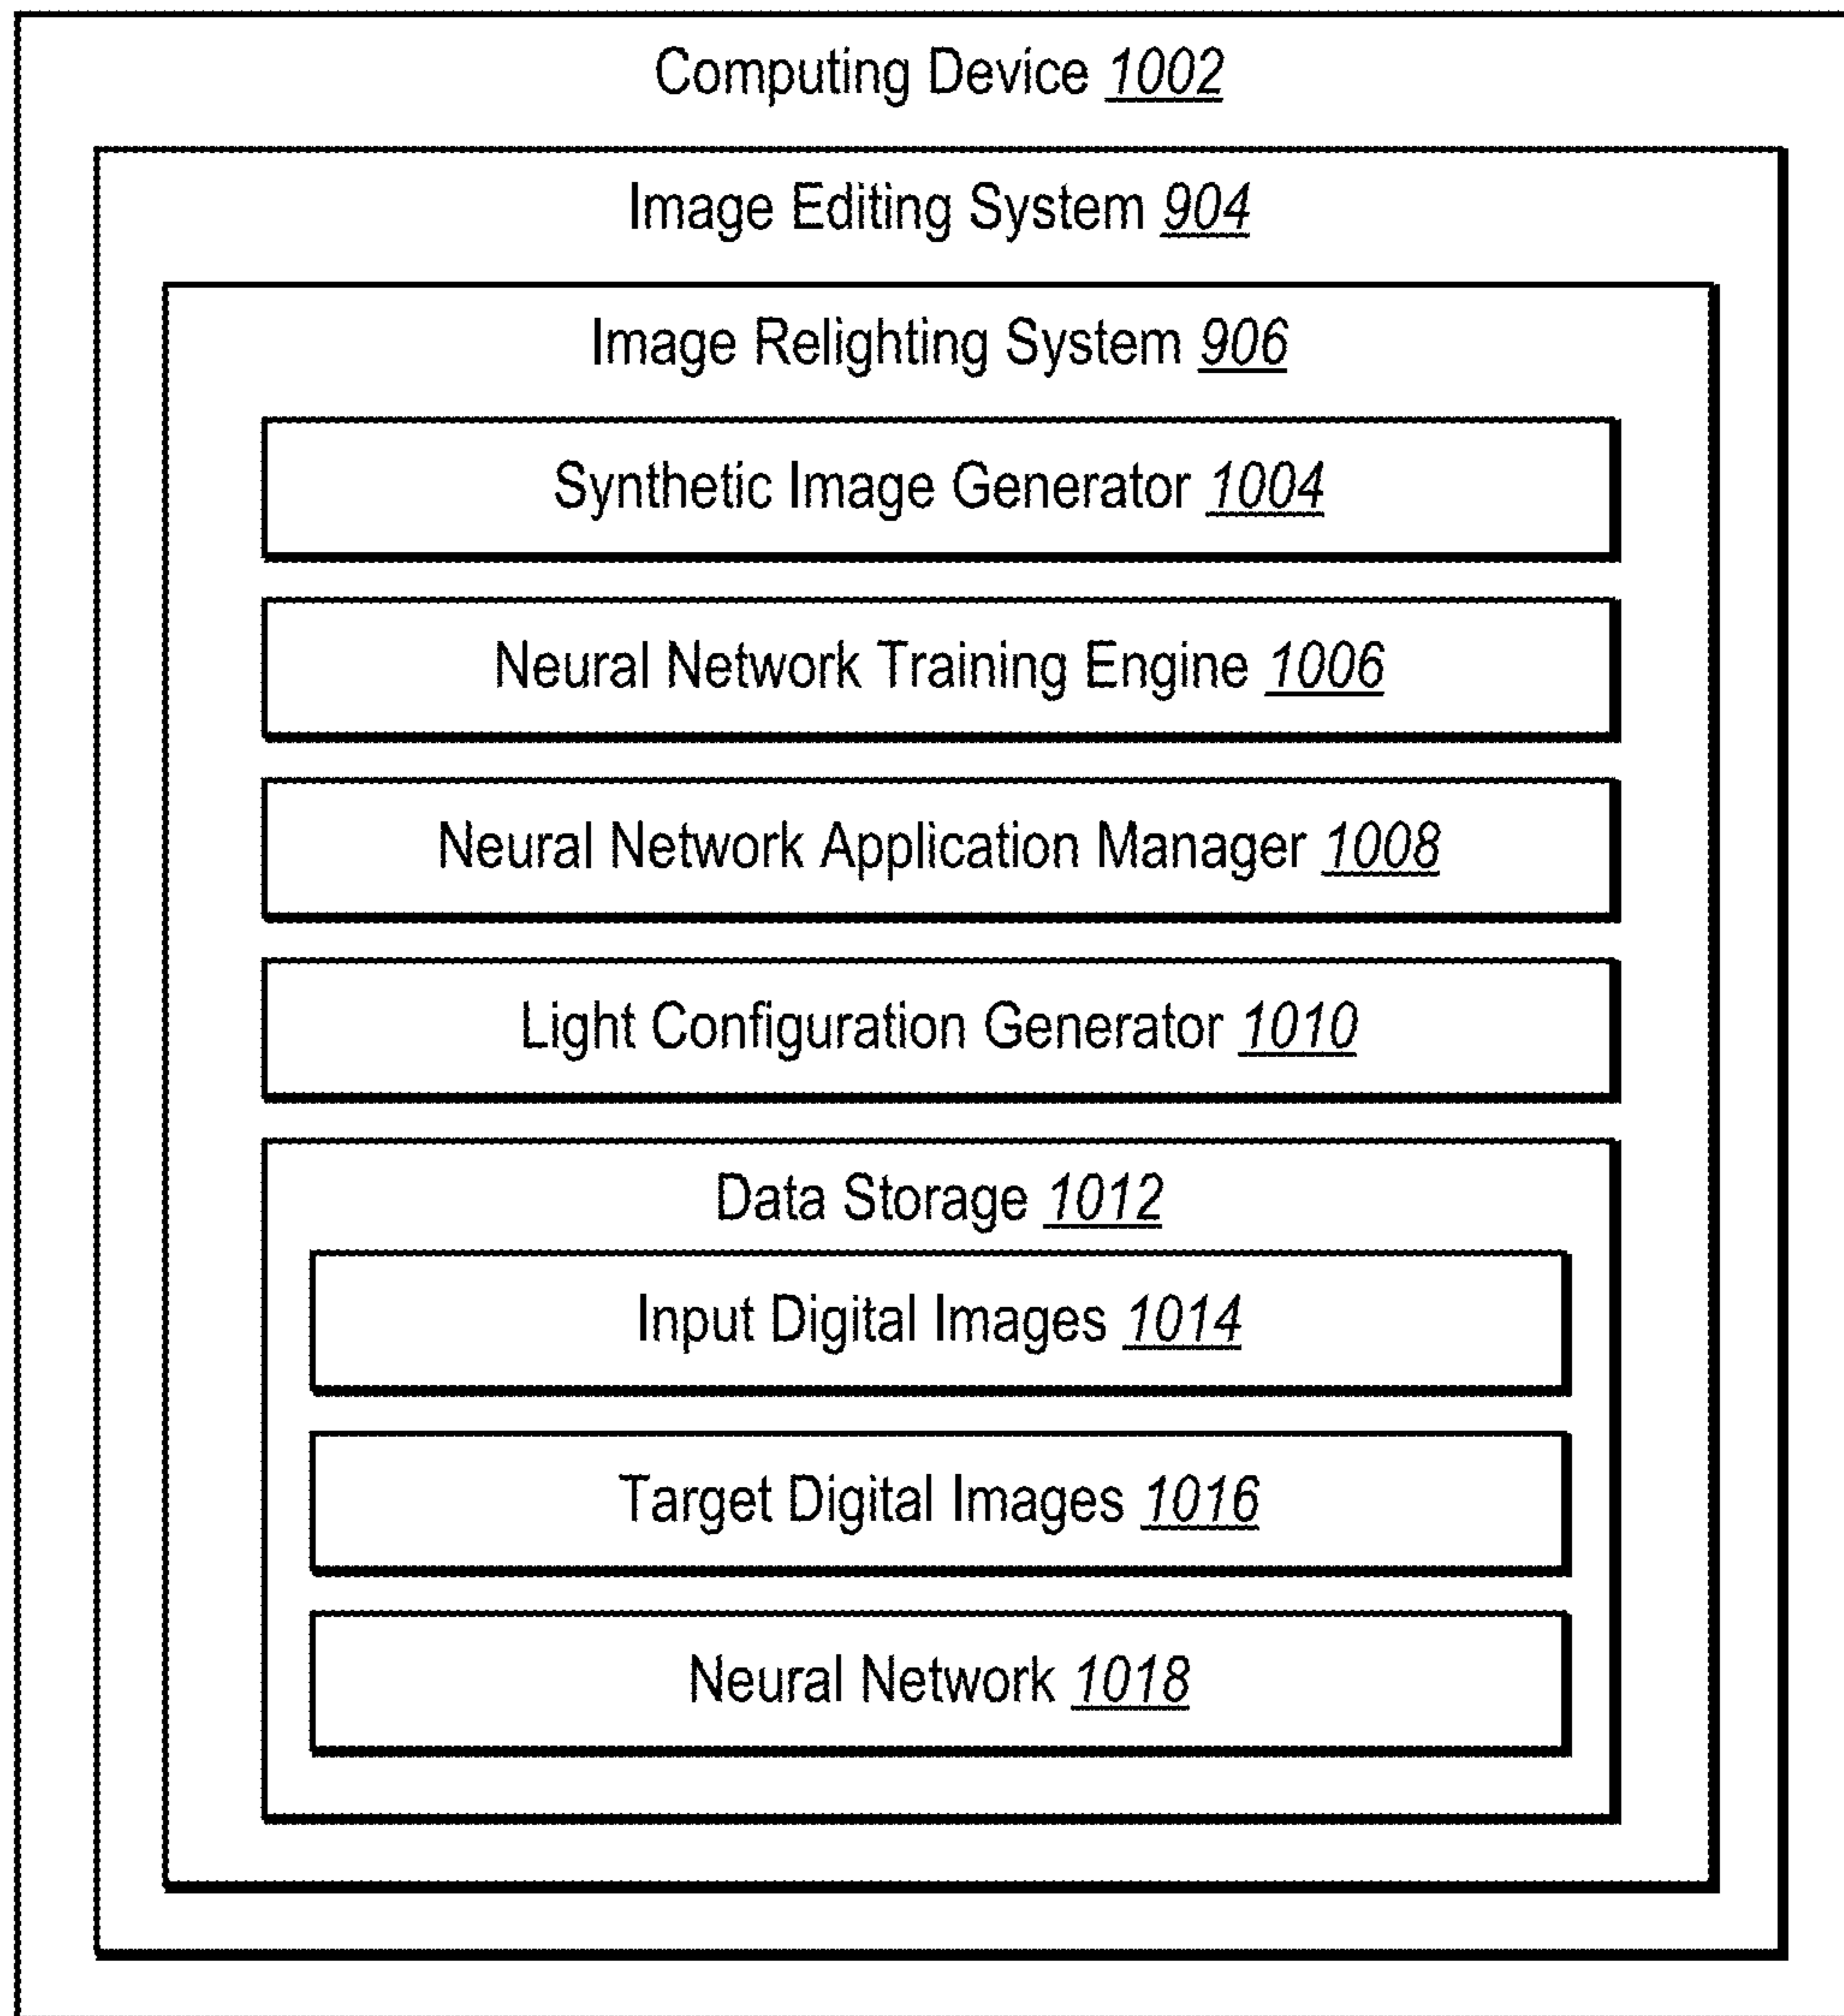 Computing Device 1002
Image Editing System 904
Image Relighting System 906
Synthetic Image Generator 1004
Neural Network Training Engine 1006
Neural Network Application Manager 1008
Light Configuration Generator 1010
Data Storage 1012
Input Digital Images 1014
Target Digital Images 1016
Neural Network 1018